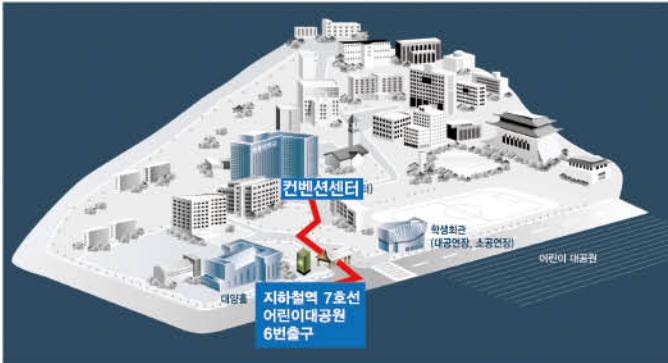 컨벤션센터
학생회관
(대공연장, 소공연장)
어린이 대공원
대양홀
지하철역 7호선
어린이대공원
6번출구